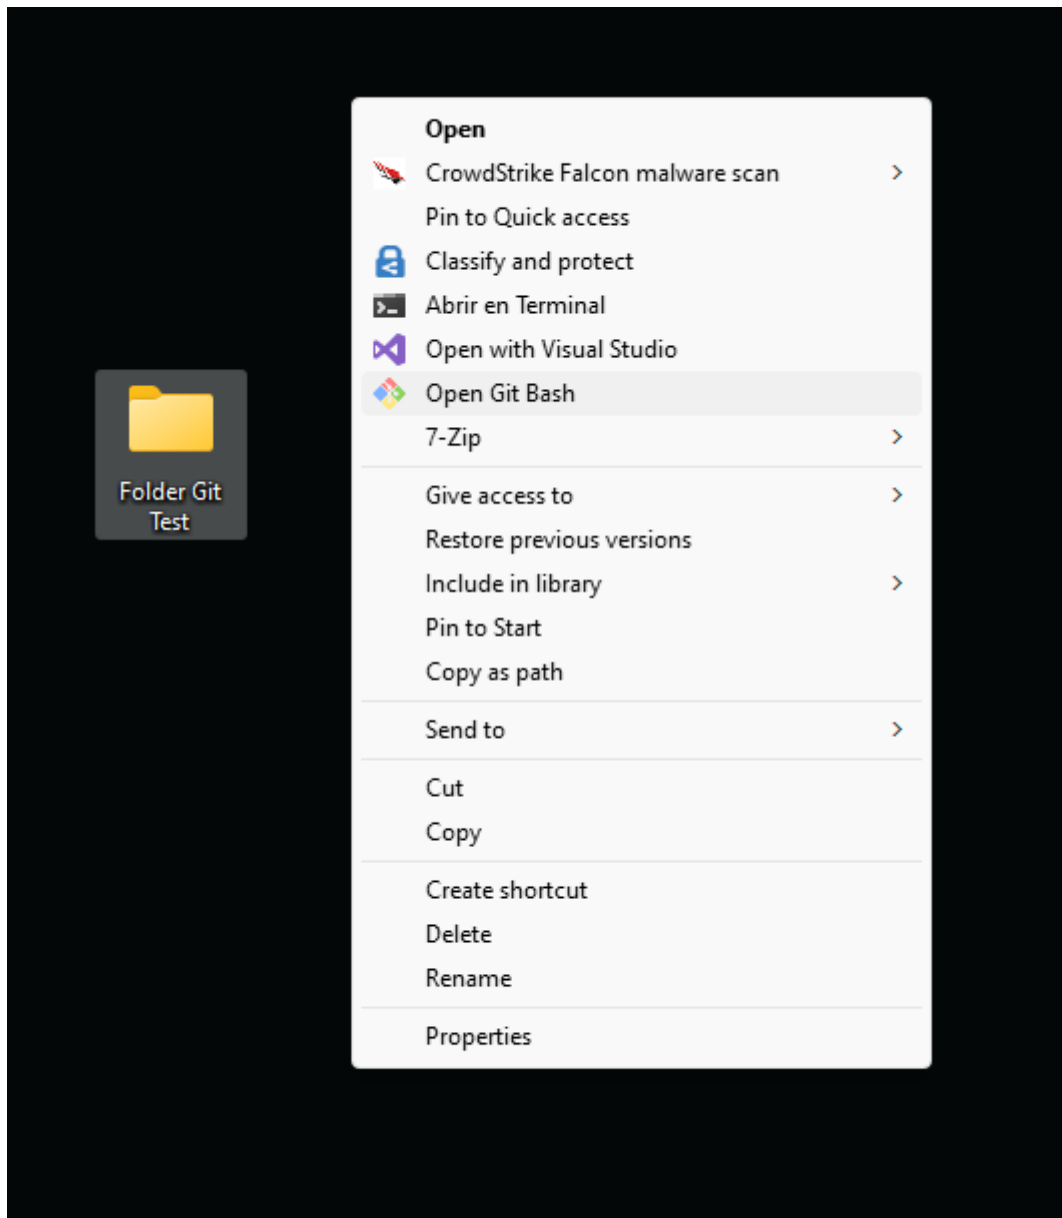 Open
CrowdStrike Falcon malware scan
Pin to Quick access
Classify and protect
Abrir en Terminal
Open with Visual Studio
Open Git Bash
7-Zip
Folder Git
Test
Give access to
Restore previous versions
Include in library
Pin to Start
Copy as path
Send to
Cut
Copy
Create shortcut
Delete
Rename
Properties